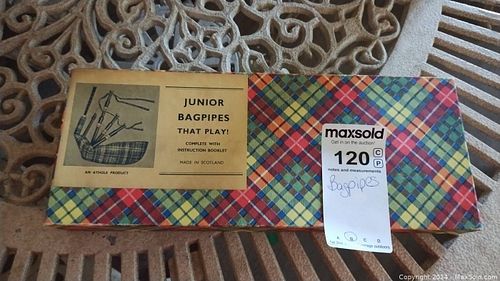 JUNIOR
BAGPIPES
THAT PLAY!
COMPLETE WITH
INSTRUCTION BOOKLET
MADE IN SCOTLAND
AN ATHOLE PRODUCT
maxsold
Get in on the auction!
120
C
P
notes and measurements
Bagpipes
A B C D
Copyright 2024 - MaxSold.com